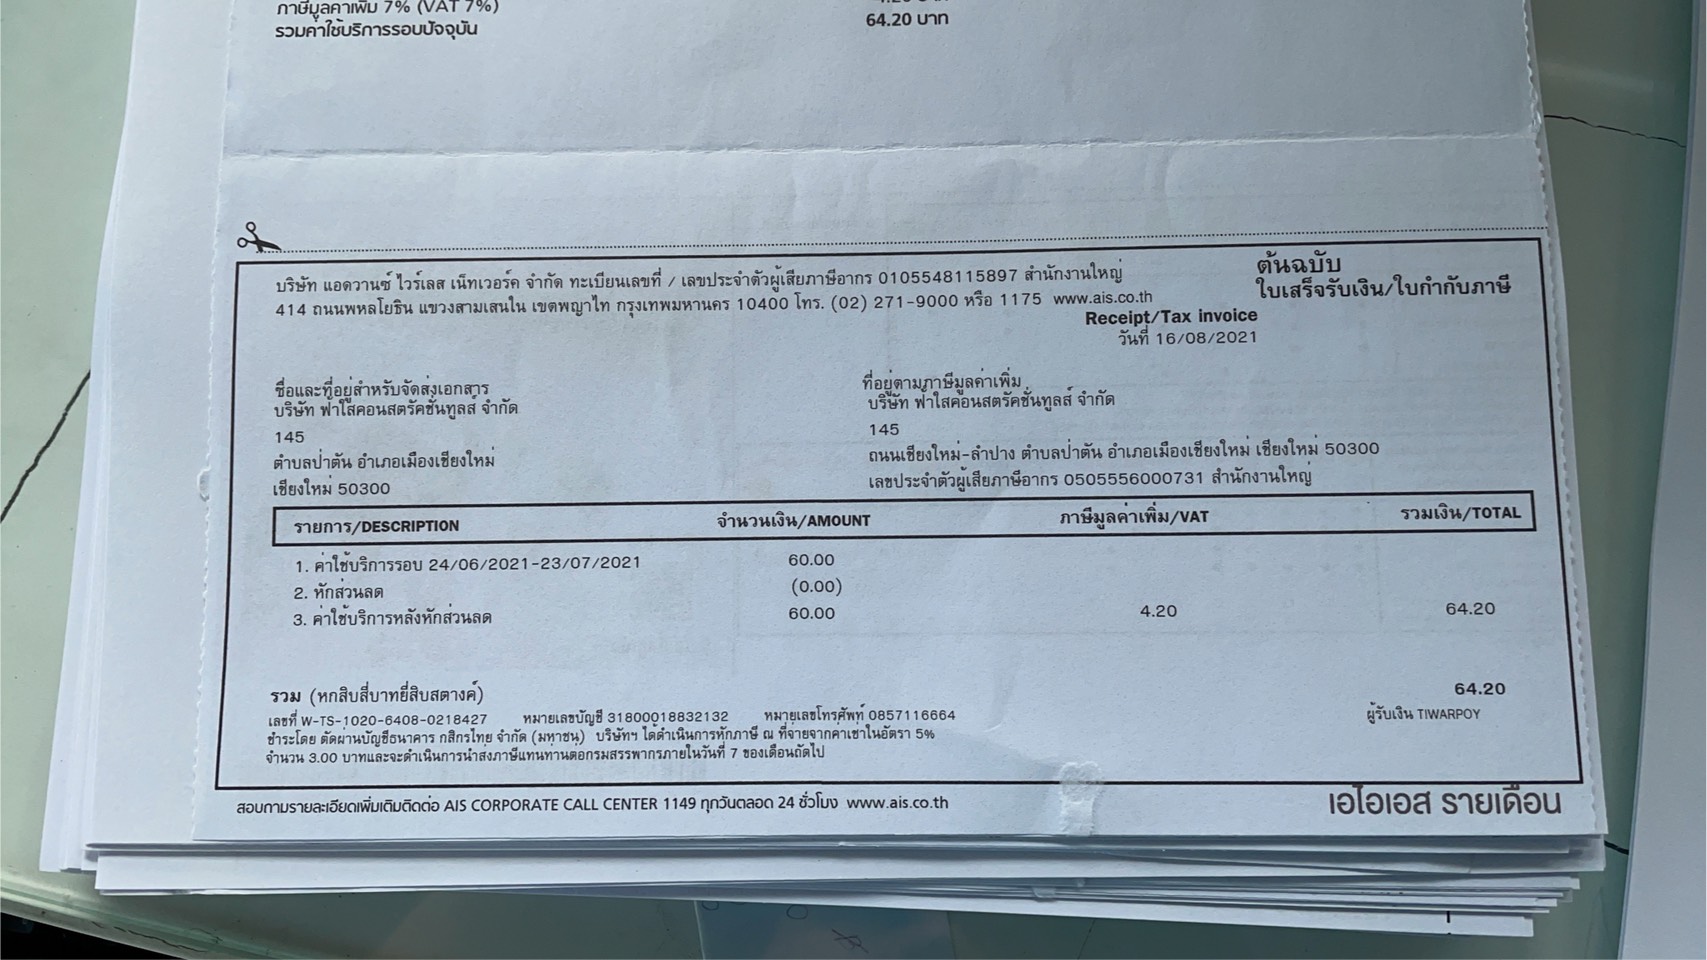 ภาษีมูลค่าเพิ่ม 7% (VAT 7%)
รวมค่าใช้บริการรอบปัจจุบัน 64.20 บาท
บริษัท แอดวานซ์ ไวร์เลส เน็ทเวอร์ค จำกัด ทะเบียนเลขที่ / เลขประจำตัวผู้เสียภาษีอากร 0105548115897 สำนักงานใหญ่
414 ถนนพหลโยธิน แขวงสามเสนใน เขตพญาไท กรุงเทพมหานคร 10400 โทร. (02) 271-9000 หรือ 1175 www.ais.co.th
ต้นฉบับ
ใบเสร็จรับเงิน/ใบกำกับภาษี
Receipt/Tax invoice
วันที่ 16/08/2021
ชื่อและที่อยู่สำหรับจัดส่งเอกสาร
บริษัท ฟ้าใสคอนสตรัคชั่นทูลส์ จำกัด
145
ตำบลป่าตัน อำเภอเมืองเชียงใหม่
เชียงใหม่ 50300
ที่อยู่ตามภาษีมูลค่าเพิ่ม
บริษัท ฟ้าใสคอนสตรัคชั่นทูลส์ จำกัด
145
ถนนเชียงใหม่-ลำปาง ตำบลป่าตัน อำเภอเมืองเชียงใหม่ เชียงใหม่ 50300
เลขประจำตัวผู้เสียภาษีอากร 0505556000731 สำนักงานใหญ่
รายการ/DESCRIPTION จำนวนเงิน/AMOUNT ภาษีมูลค่าเพิ่ม/VAT รวมเงิน/TOTAL
1. ค่าใช้บริการรอบ 24/06/2021-23/07/2021 60.00
2. หักส่วนลด (0.00)
3. ค่าใช้บริการหลังหักส่วนลด 60.00 4.20 64.20
รวม (หกสิบสี่บาทยี่สิบสตางค์) 64.20
เลขที่ W-TS-1020-6408-0218427 หมายเลขบัญชี 31800018832132 หมายเลขโทรศัพท์ 0857116664 ผู้รับเงิน TIWARPOY
ชำระโดย ตัดผ่านบัญชีธนาคาร กสิกรไทย จำกัด (มหาชน) บริษัทฯ ได้ดำเนินการหักภาษี ณ ที่จ่ายจากค่าเช่าในอัตรา 5%
จำนวน 3.00 บาทและจะดำเนินการนำส่งภาษีแทนท่านต่อกรมสรรพากรภายในวันที่ 7 ของเดือนถัดไป
สอบถามรายละเอียดเพิ่มเติมติดต่อ AIS CORPORATE CALL CENTER 1149 ทุกวันตลอด 24 ชั่วโมง www.ais.co.th
เอไอเอส รายเดือน